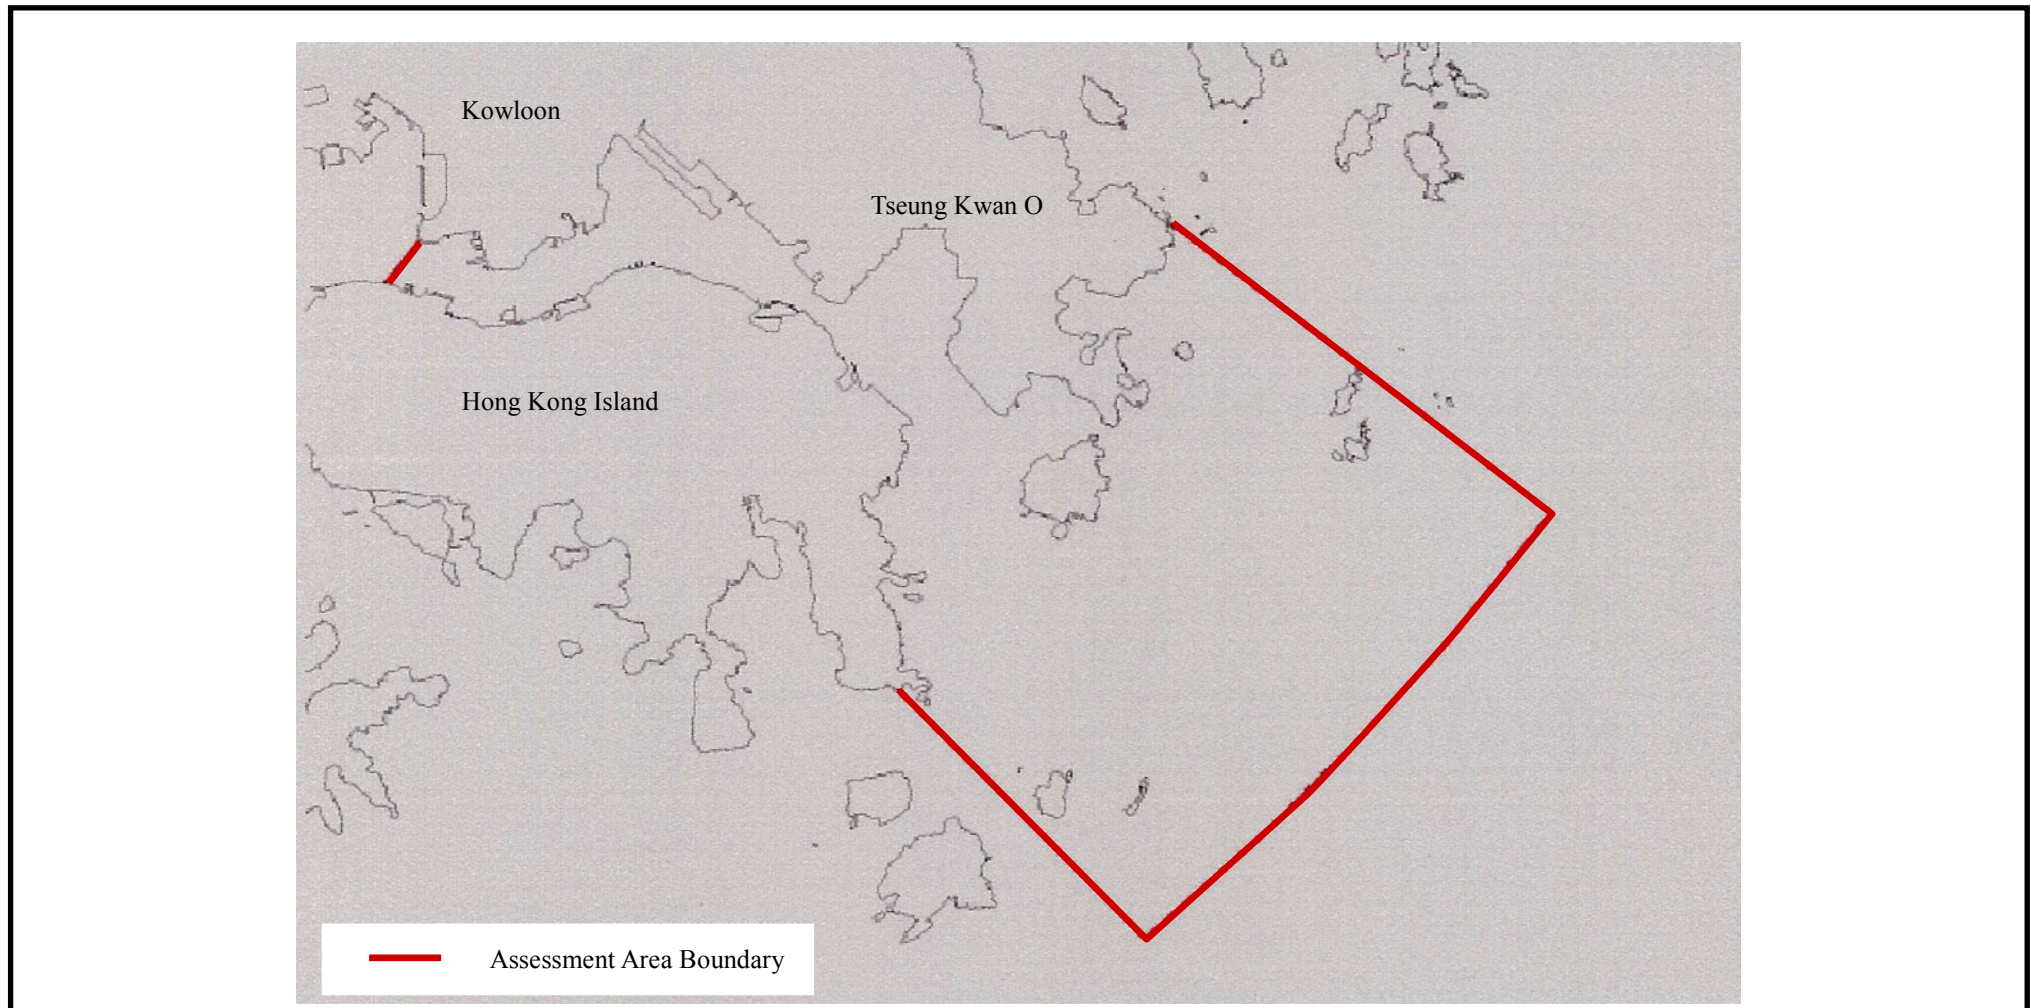 Kowloon
Tseung Kwan O
Hong Kong Island
Assessment Area Boundary